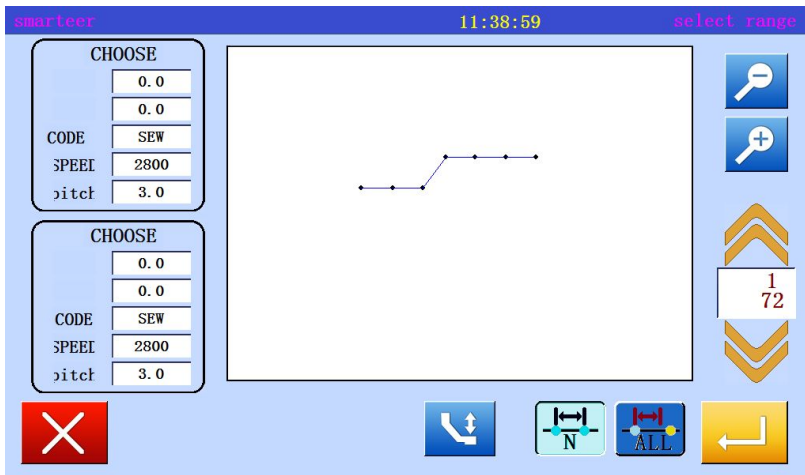 smarteer 11:38:59 select range
CHOOSE
0.0
0.0
CODE SEW
2800
3.0
CHOOSE
0.0
0.0
CODE SEW
2800
3.0
1
72
N
ALL